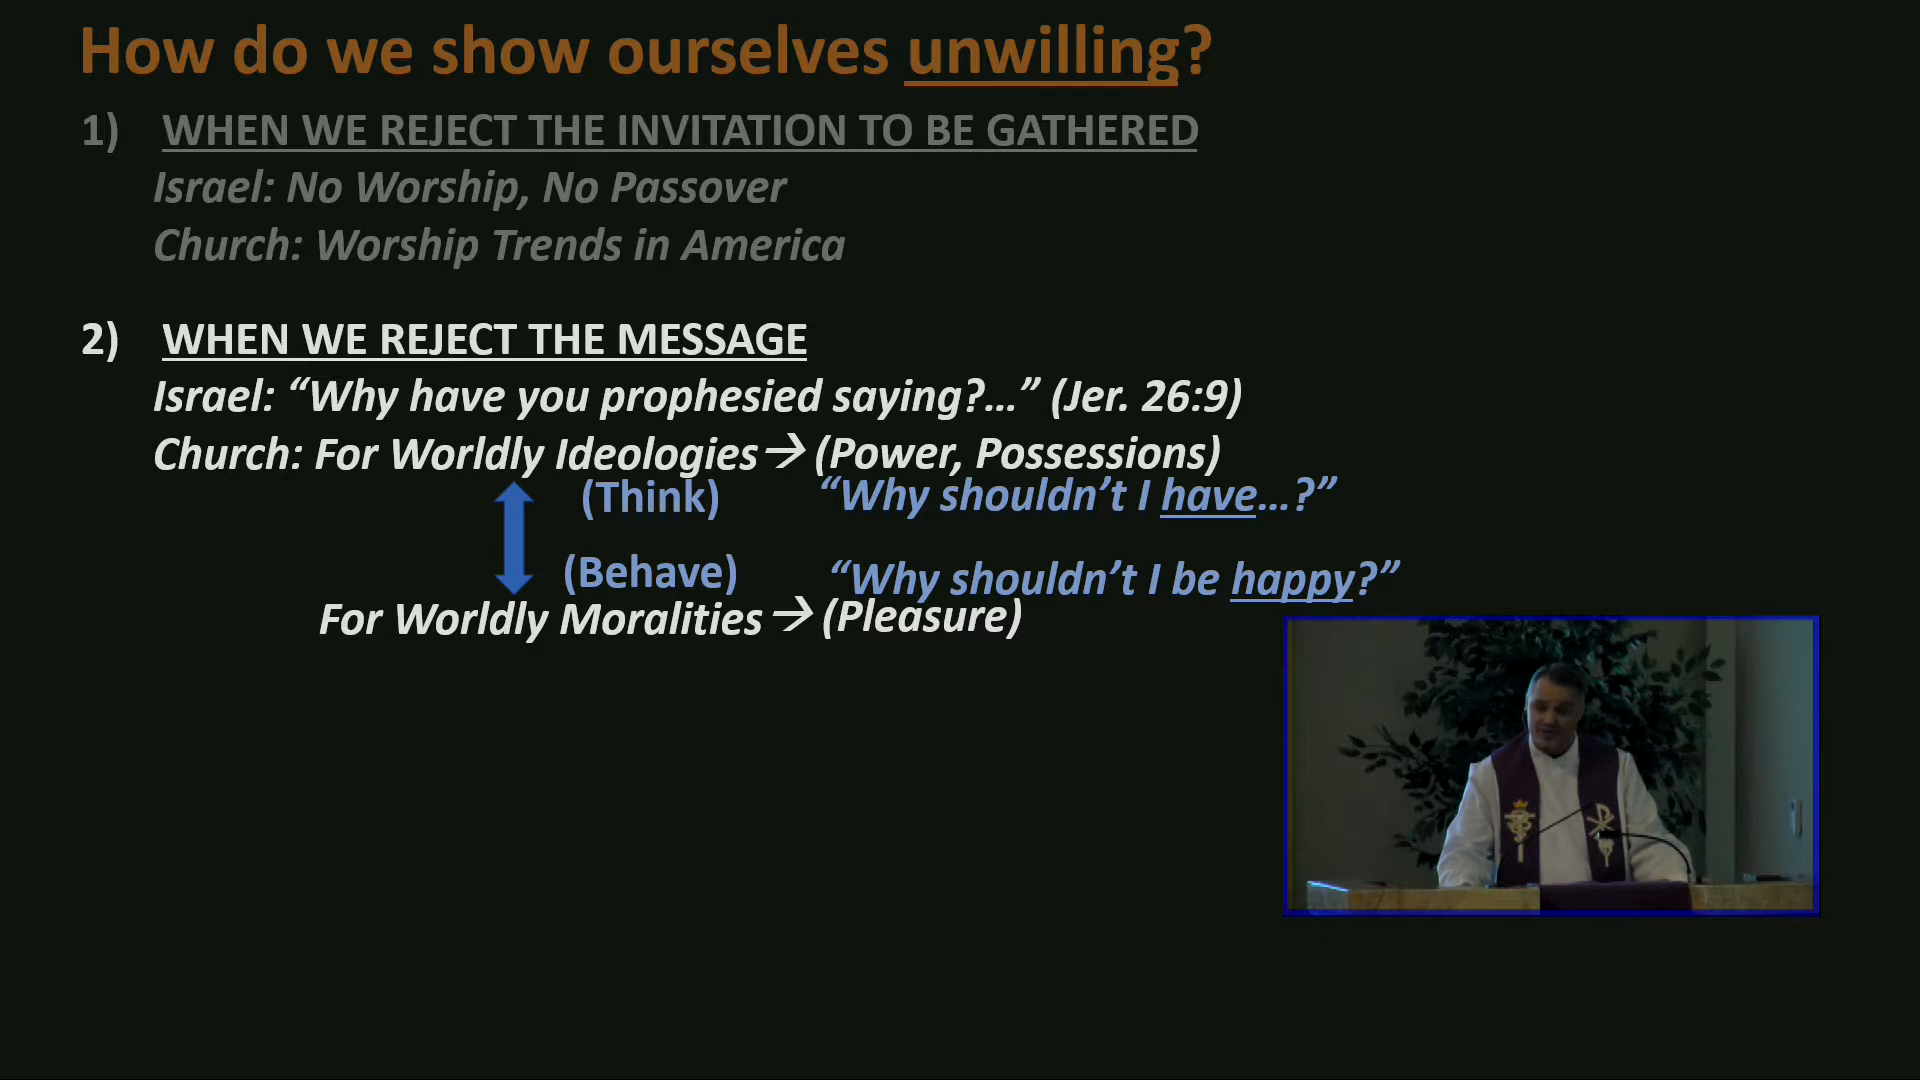 How do we show ourselves unwilling?
1) WHEN WE REJECT THE INVITATION TO BE GATHERED
Israel: No Worship, No Passover
Church: Worship Trends in America
2) WHEN WE REJECT THE MESSAGE
Israel: “Why have you prophesied saying?...” (Jer. 26:9)
Church: For Worldly Ideologies→ (Power, Possessions)
(Think) “Why shouldn’t I have...?”
(Behave) “Why shouldn’t I be happy?”
For Worldly Moralities→ (Pleasure)